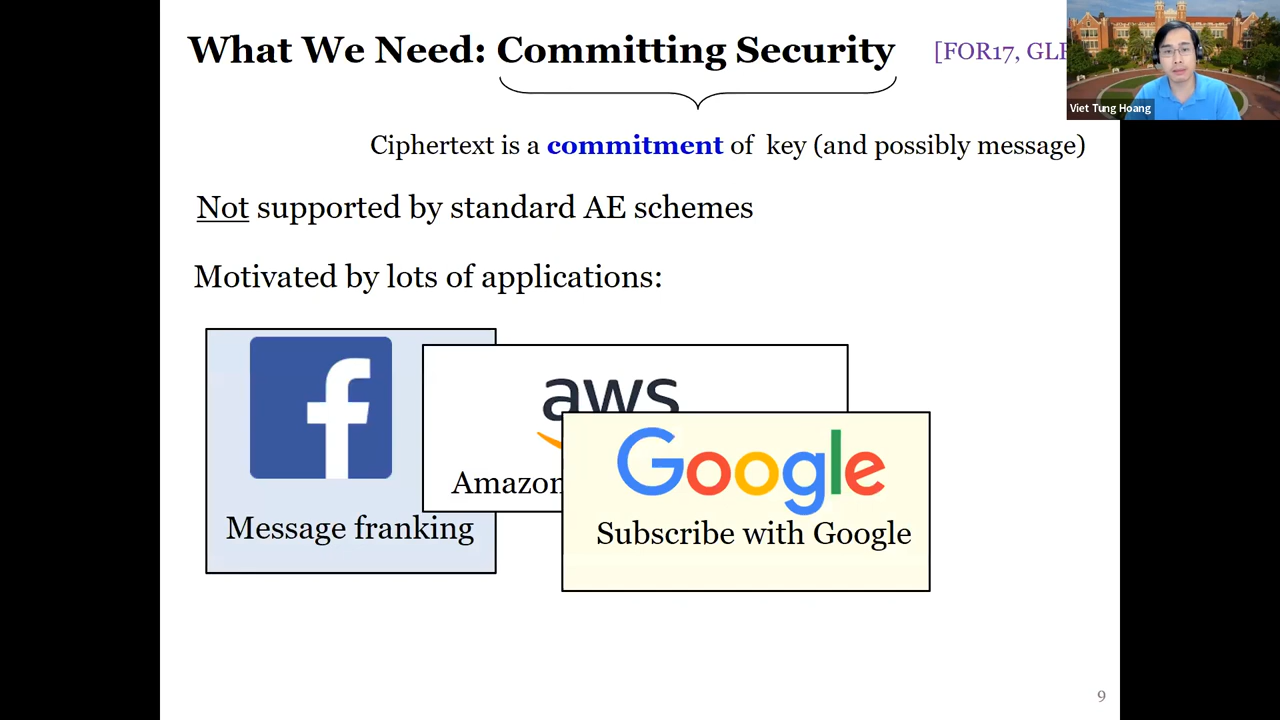 What We Need: Committing Security [FOR17,
Viet Tung Hoang
Ciphertext is a commitment of key (and possibly message)
Not supported by standard AE schemes
Motivated by lots of applications:
f
aws
Google
Amazon
Message franking
Subscribe with Google
9